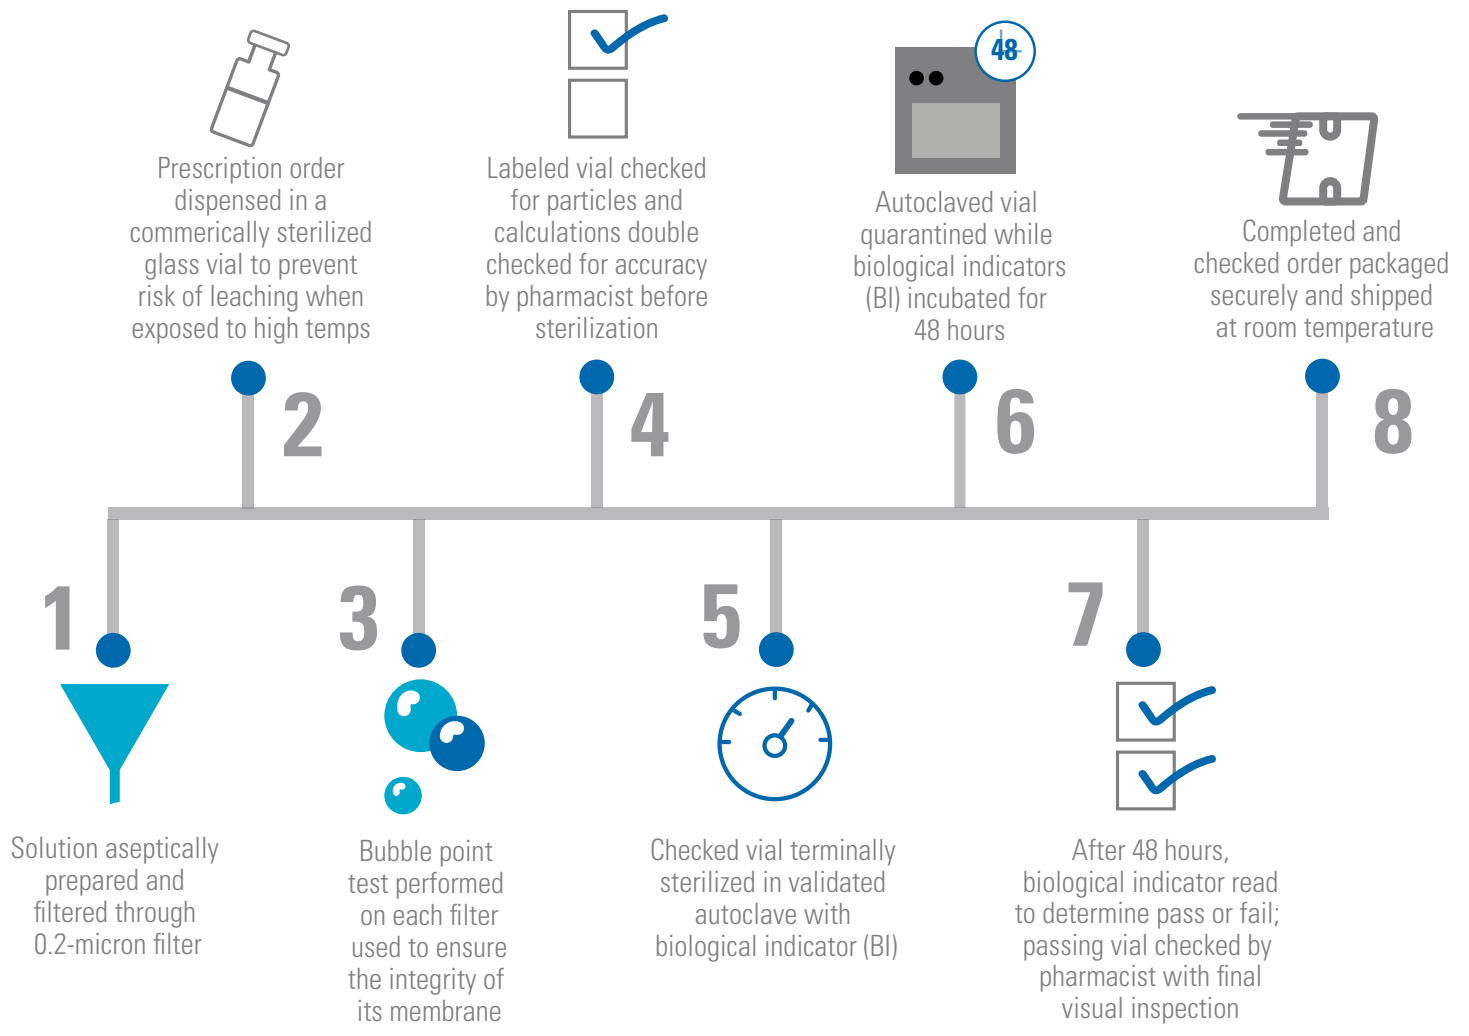 1
Solution aseptically
prepared and
filtered through
0.2-micron filter
2
Prescription order
dispensed in a
commerically sterilized
glass vial to prevent
risk of leaching when
exposed to high temps
3
Bubble point
test performed
on each filter
used to ensure
the integrity of
its membrane
4
Labeled vial checked
for particles and
calculations double
checked for accuracy
by pharmacist before
sterilization
5
Checked vial terminally
sterilized in validated
autoclave with
biological indicator (BI)
48
6
Autoclaved vial
quarantined while
biological indicators
(BI) incubated for
48 hours
7
After 48 hours,
biological indicator read
to determine pass or fail;
passing vial checked by
pharmacist with final
visual inspection
8
Completed and
checked order packaged
securely and shipped
at room temperature